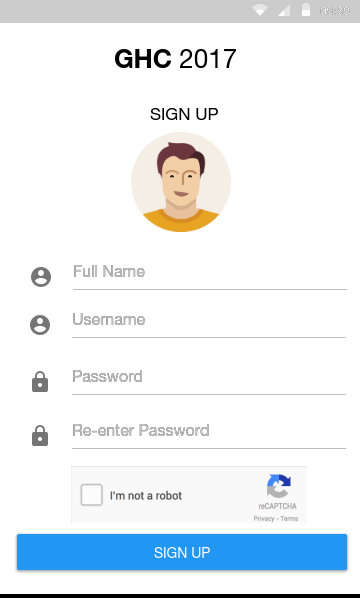 GHC 2017
SIGN UP
Full Name
Username
Password
Re-enter Password
I'm not a robot
reCAPTCHA
Privacy - Terms
SIGN UP